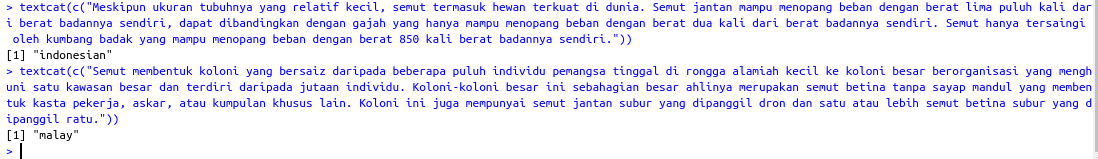 > textcat(c("Meskipun ukuran tubuhnya yang relatif kecil, semut termasuk hewan terkuat di dunia. Semut jantan mampu menopang beban dengan berat lima puluh kali dar
i berat badannya sendiri, dapat dibandingkan dengan gajah yang hanya mampu menopang beban dengan berat dua kali dari berat badannya sendiri. Semut hanya tersaingi
 oleh kumbang badak yang mampu menopang beban dengan berat 850 kali berat badannya sendiri."))
[1] "indonesian"
> textcat(c("Semut membentuk koloni yang bersaiz daripada beberapa puluh individu pemangsa tinggal di rongga alamiah kecil ke koloni besar berorganisasi yang mengh
uni satu kawasan besar dan terdiri daripada jutaan individu. Koloni-koloni besar ini sebahagian besar ahlinya merupakan semut betina tanpa sayap mandul yang memben
tuk kasta pekerja, askar, atau kumpulan khusus lain. Koloni ini juga mempunyai semut jantan subur yang dipanggil dron dan satu atau lebih semut betina subur yang d
ipanggil ratu."))
[1] "malay"
>